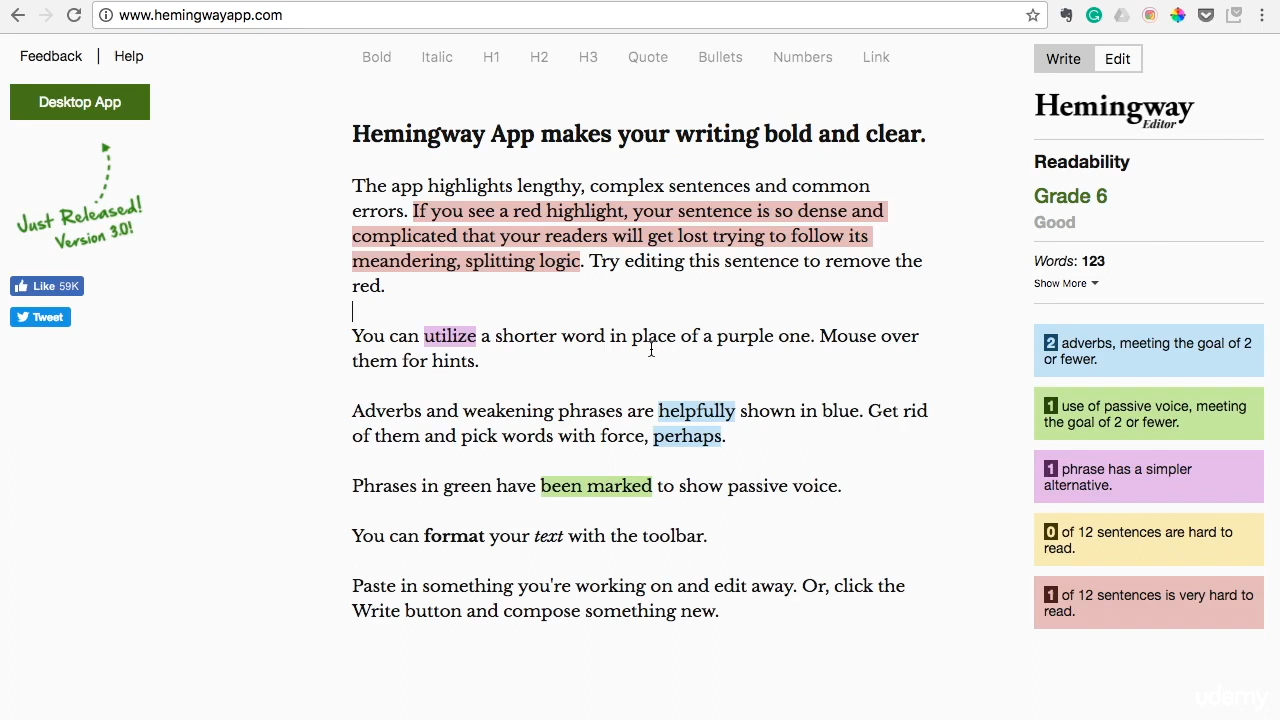 www.hemingwayapp.com
Feedback | Help
Bold Italic H1 H2 H3 Quote Bullets Numbers Link
Write Edit
Desktop App
Just Released!
Version 3.0!
Like 59K
Tweet
Hemingway App makes your writing bold and clear.
The app highlights lengthy, complex sentences and common
errors. If you see a red highlight, your sentence is so dense and
complicated that your readers will get lost trying to follow its
meandering, splitting logic. Try editing this sentence to remove the
red.
You can utilize a shorter word in place of a purple one. Mouse over
them for hints.
Adverbs and weakening phrases are helpfully shown in blue. Get rid
of them and pick words with force, perhaps.
Phrases in green have been marked to show passive voice.
You can format your text with the toolbar.
Paste in something you're working on and edit away. Or, click the
Write button and compose something new.
Hemingway
Editor
Readability
Grade 6
Good
Words: 123
Show More
2 adverbs, meeting the goal of 2
or fewer.
1 use of passive voice, meeting
the goal of 2 or fewer.
1 phrase has a simpler
alternative.
0 of 12 sentences are hard to
read.
1 of 12 sentences is very hard to
read.
udemy